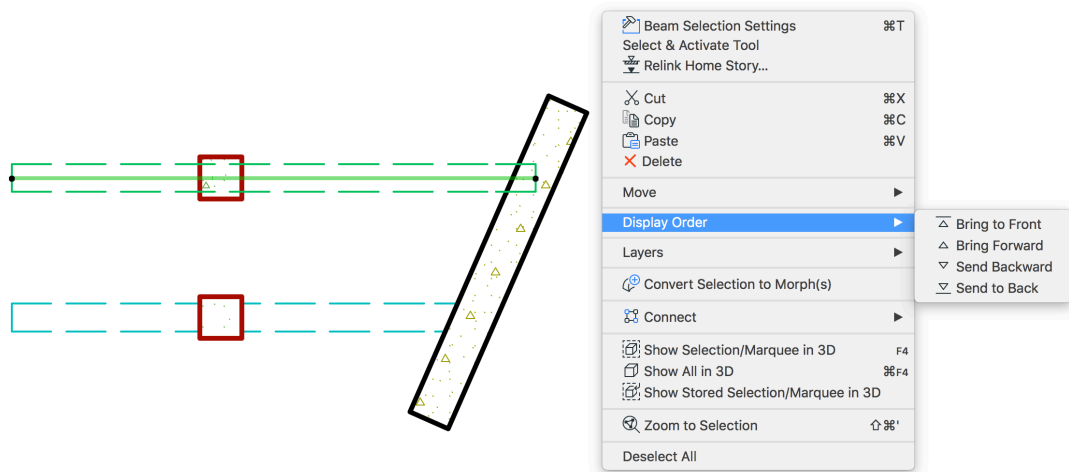 Beam Selection Settings ⌘T
Select & Activate Tool
Relink Home Story...
Cut ⌘X
Copy ⌘C
Paste ⌘V
Delete
Move
Display Order
Bring to Front
Bring Forward
Send Backward
Send to Back
Layers
Convert Selection to Morph(s)
Connect
Show Selection/Marquee in 3D F4
Show All in 3D ⌘F4
Show Stored Selection/Marquee in 3D
Zoom to Selection ⇧⌘'
Deselect All